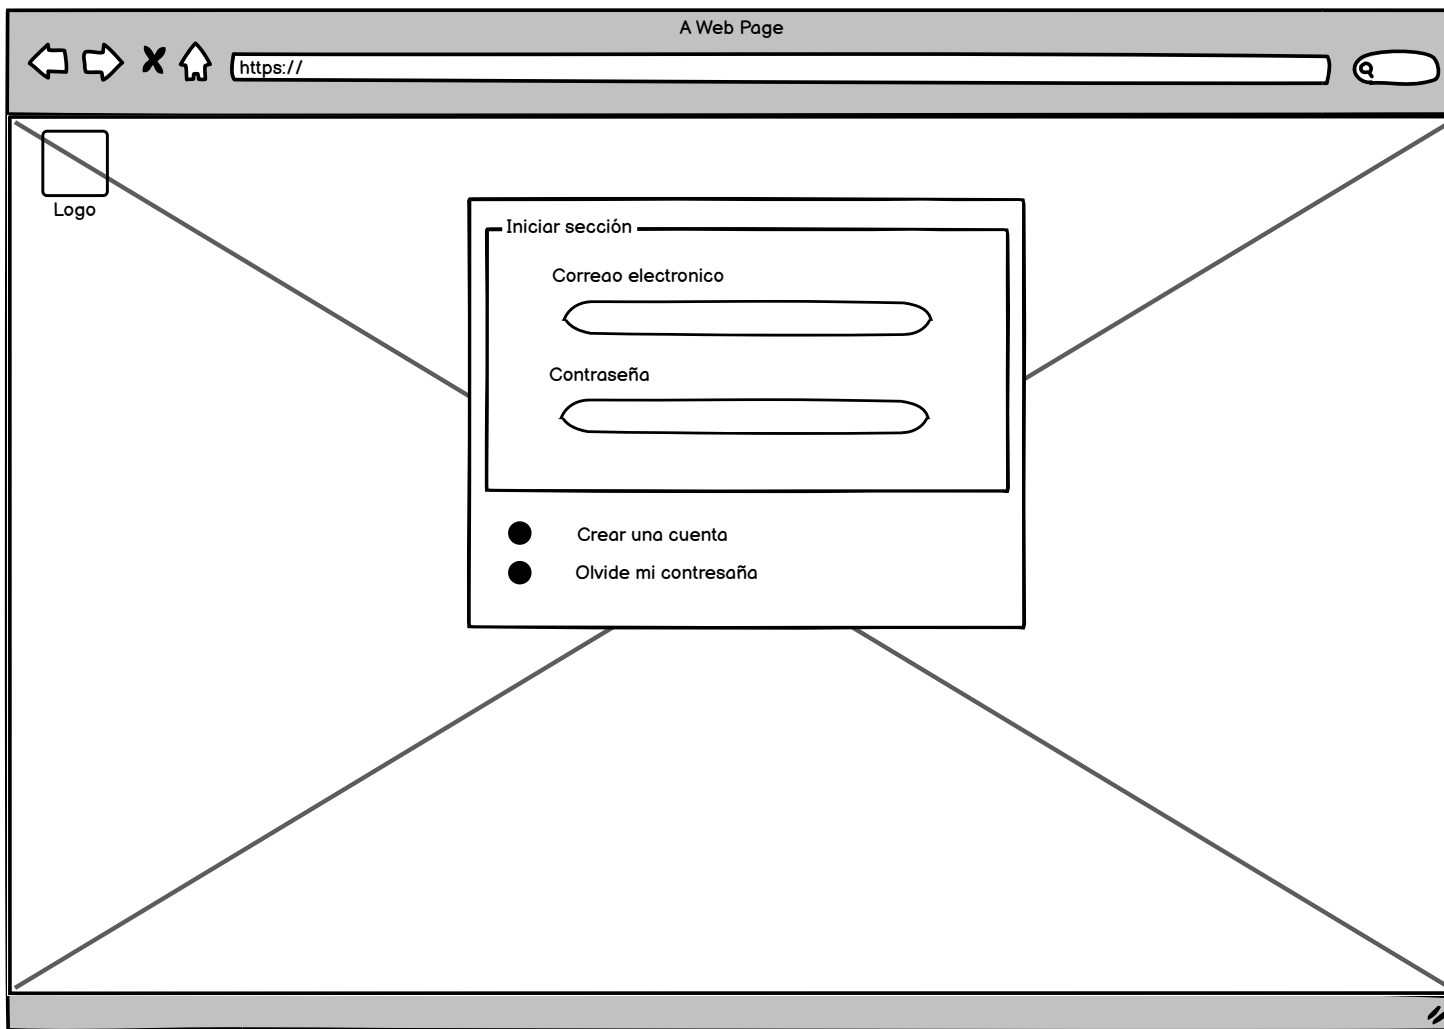 A Web Page
https://
Logo
Iniciar sección
Correao electronico
Contraseña
Crear una cuenta
Olvide mi contresaña